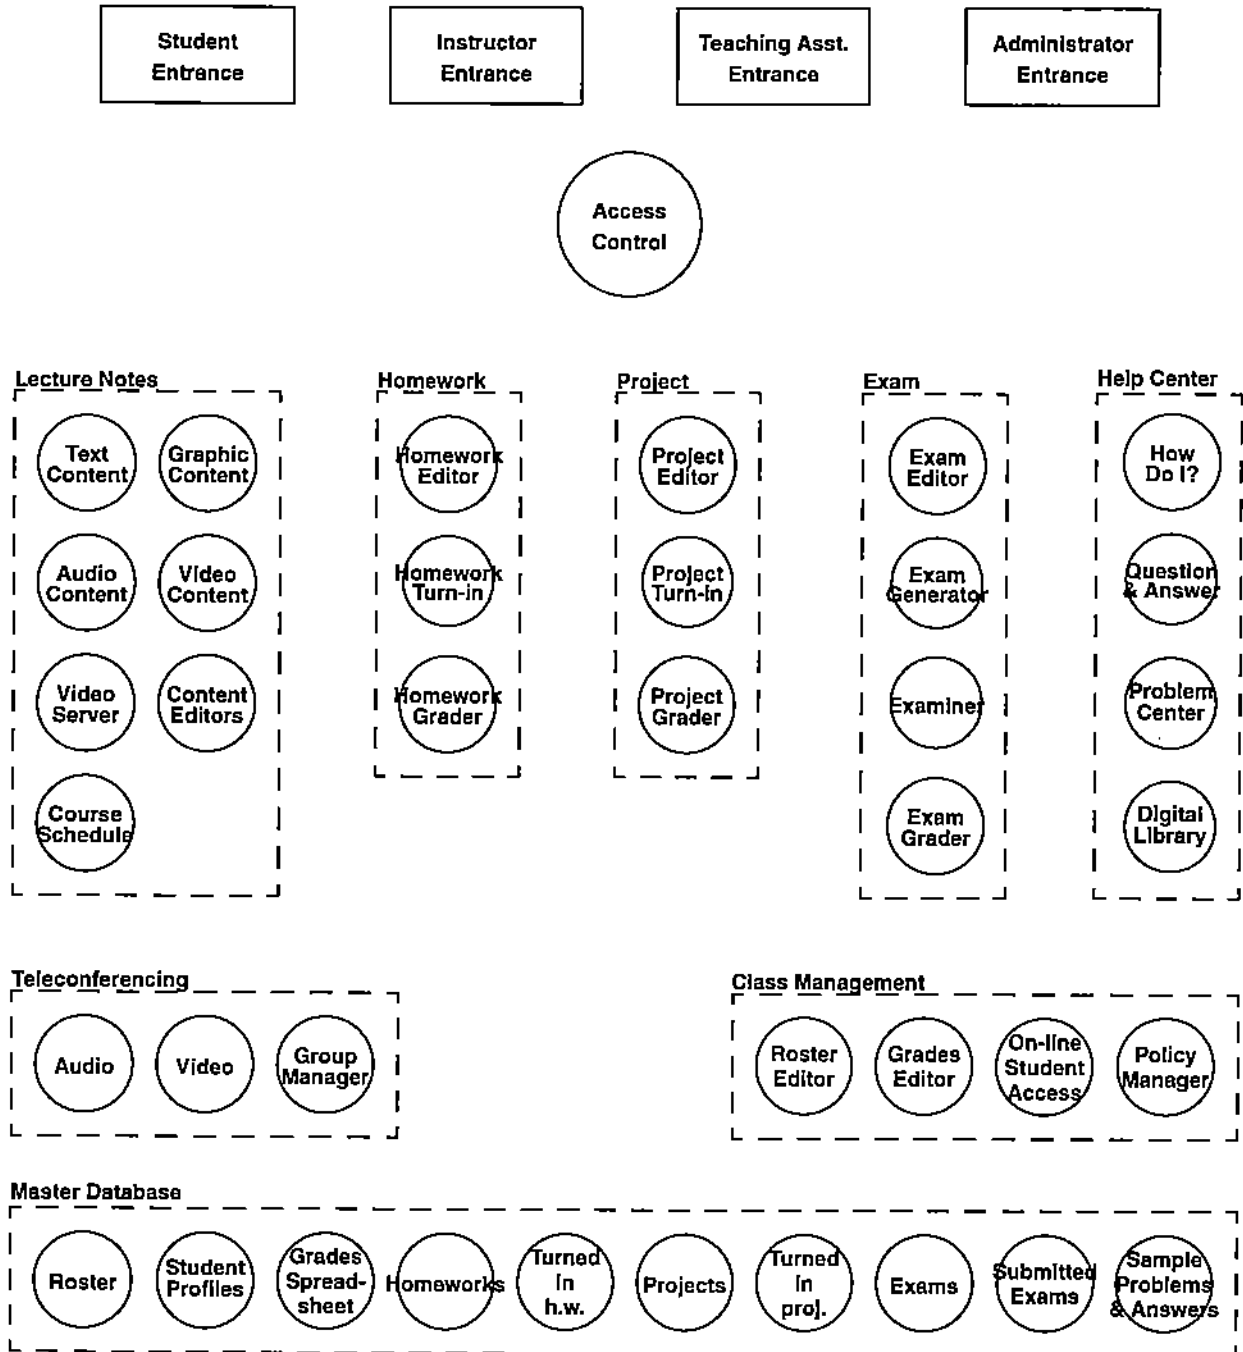 Student
Entrance
Instructor
Entrance
Teaching Asst.
Entrance
Administrator
Entrance
Access
Control
Lecture Notes
Text
Content
Graphic
Content
Audio
Content
Video
Content
Video
Server
Content
Editors
Course
Schedule
Homework
Homework
Editor
Homework
Turn-in
Homework
Grader
Project
Project
Editor
Project
Turn-in
Project
Grader
Exam
Exam
Editor
Exam
Generator
Examiner
Exam
Grader
Help Center
How
Do I?
Question
& Answer
Problem
Center
Digital
Library
Teleconferencing
Audio
Video
Group
Manager
Class Management
Roster
Editor
Grades
Editor
On-line
Student
Access
Policy
Manager
Master Database
Roster
Student
Profiles
Grades
Spread-
sheet
Homeworks
Turned
in
h.w.
Projects
Turned
in
proj.
Exams
Submitted
Exams
Sample
Problems
& Answers